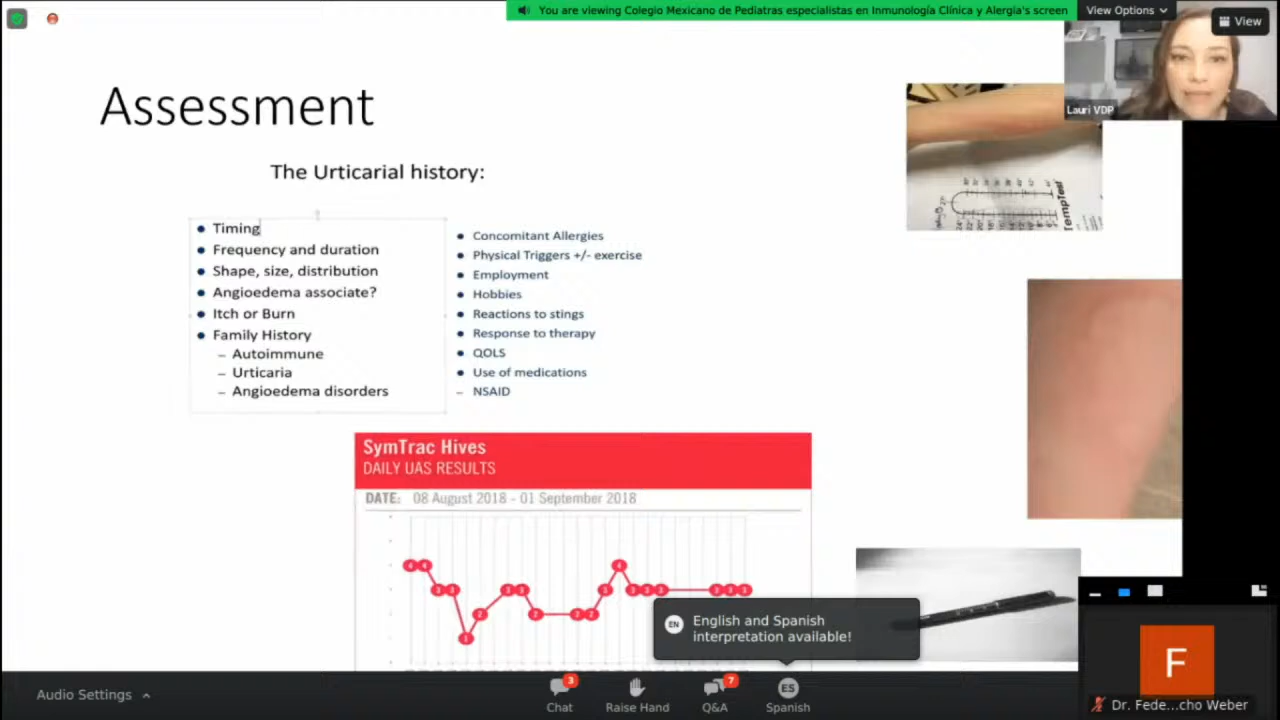 You are viewing Colegio Mexicano de Pediatras especialistas en Inmunología Clínica y Alergia's screen
View Options
View
Lauri VDP
Assessment
The Urticarial history:
Timing
Frequency and duration
Shape, size, distribution
Angioedema associate?
Itch or Burn
Family History
– Autoimmune
– Urticaria
– Angioedema disorders
Concomitant Allergies
Physical Triggers +/- exercise
Employment
Hobbies
Reactions to stings
Response to therapy
QOLS
Use of medications
– NSAID
TempTest
SymTrac Hives
DAILY UAS RESULTS
DATE: 08 August 2018 - 01 September 2018
EN
English and Spanish
interpretation available!
F
Dr. Fede...cho Weber
Audio Settings
3
Chat
Raise Hand
7
Q&A
ES
Spanish